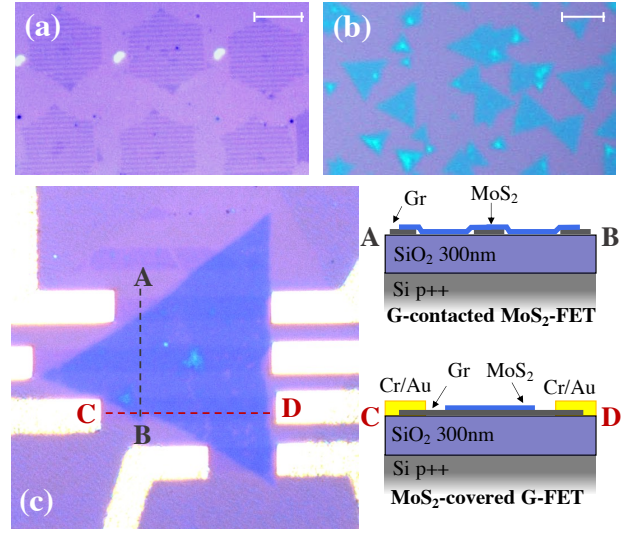 (a)
(b)
Gr
MoS₂
A
B
SiO₂ 300nm
Si p++
G-contacted MoS₂-FET
A
C
D
B
(c)
Cr/Au
Gr
MoS₂
Cr/Au
C
D
SiO₂ 300nm
Si p++
MoS₂-covered G-FET